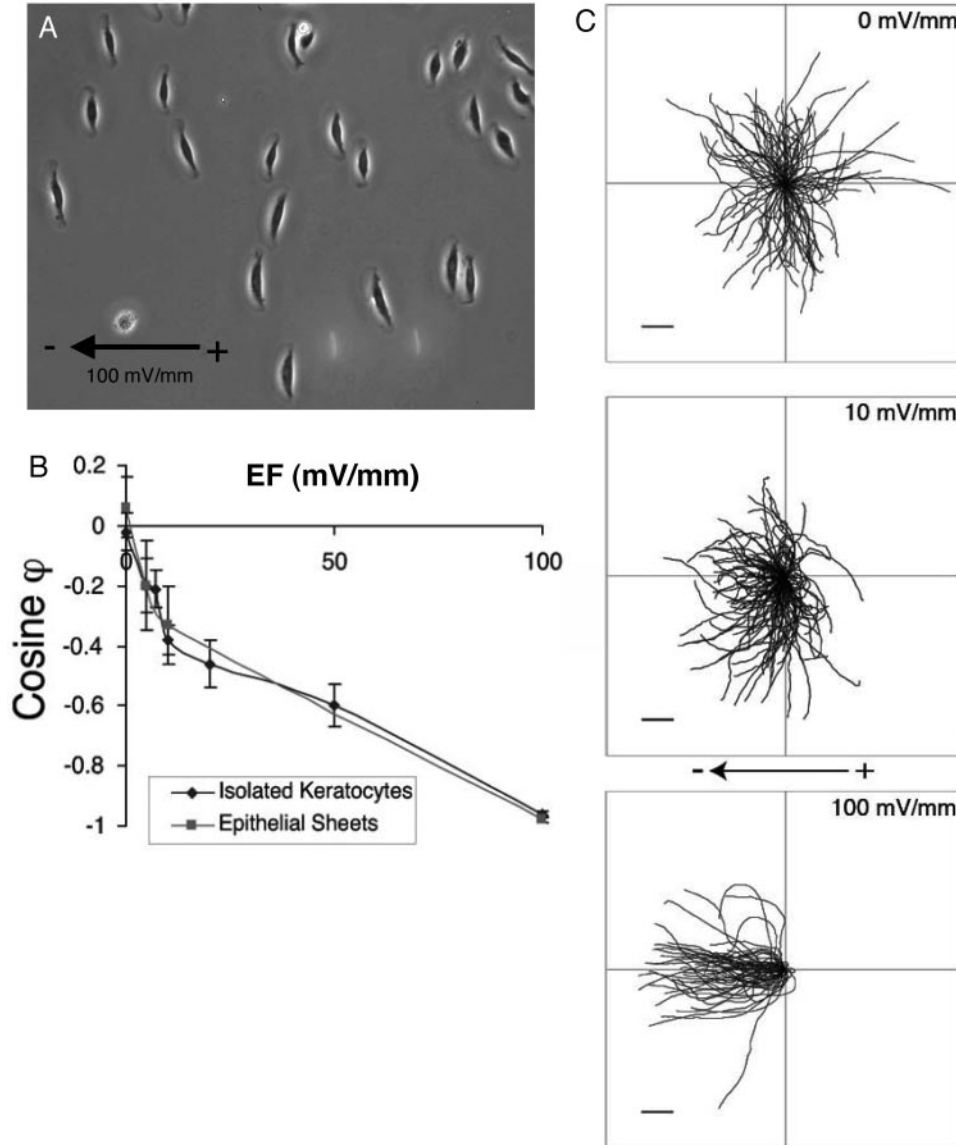 A
- +
100 mV/mm
B
EF (mV/mm)
Cosine φ
0.2
0
-0.2
-0.4
-0.6
-0.8
-1
0
50
100
Isolated Keratocytes
Epithelial Sheets
C
0 mV/mm
10 mV/mm
- +
100 mV/mm